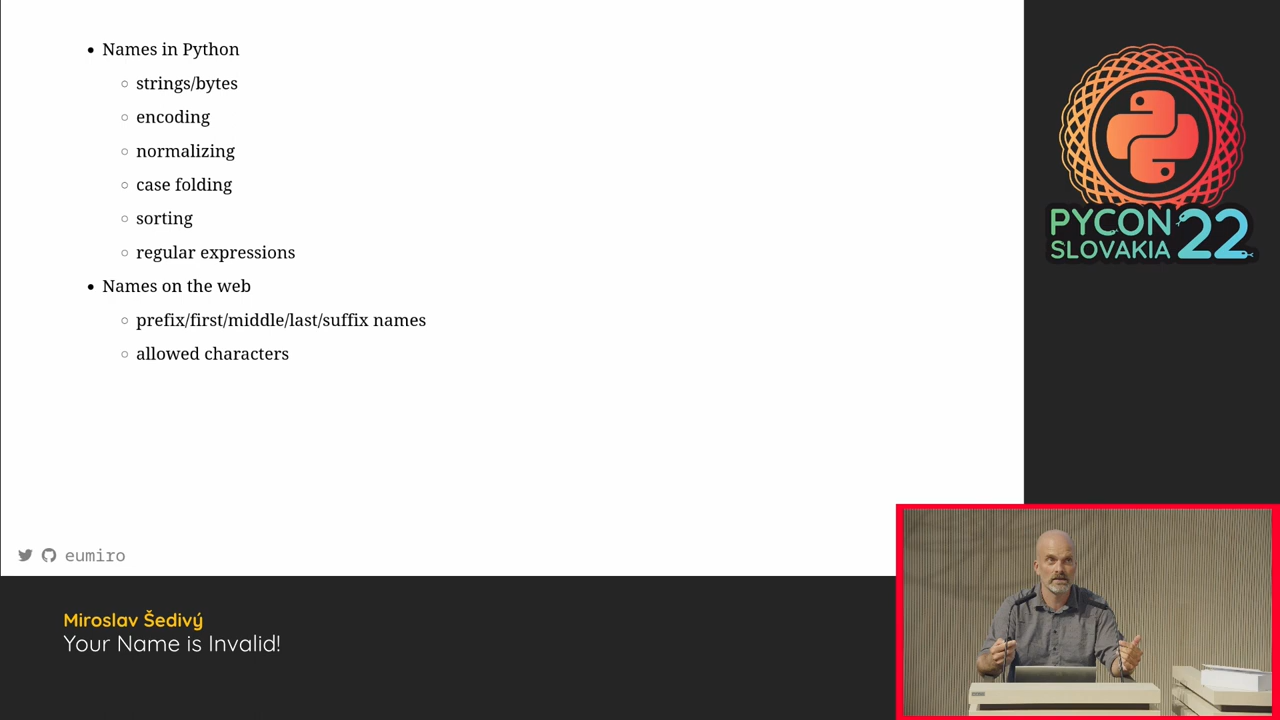 Names in Python
strings/bytes
encoding
normalizing
case folding
sorting
regular expressions
Names on the web
prefix/first/middle/last/suffix names
allowed characters
eumiro
PYCON 22
SLOVAKIA
Miroslav Šedivý
Your Name is Invalid!